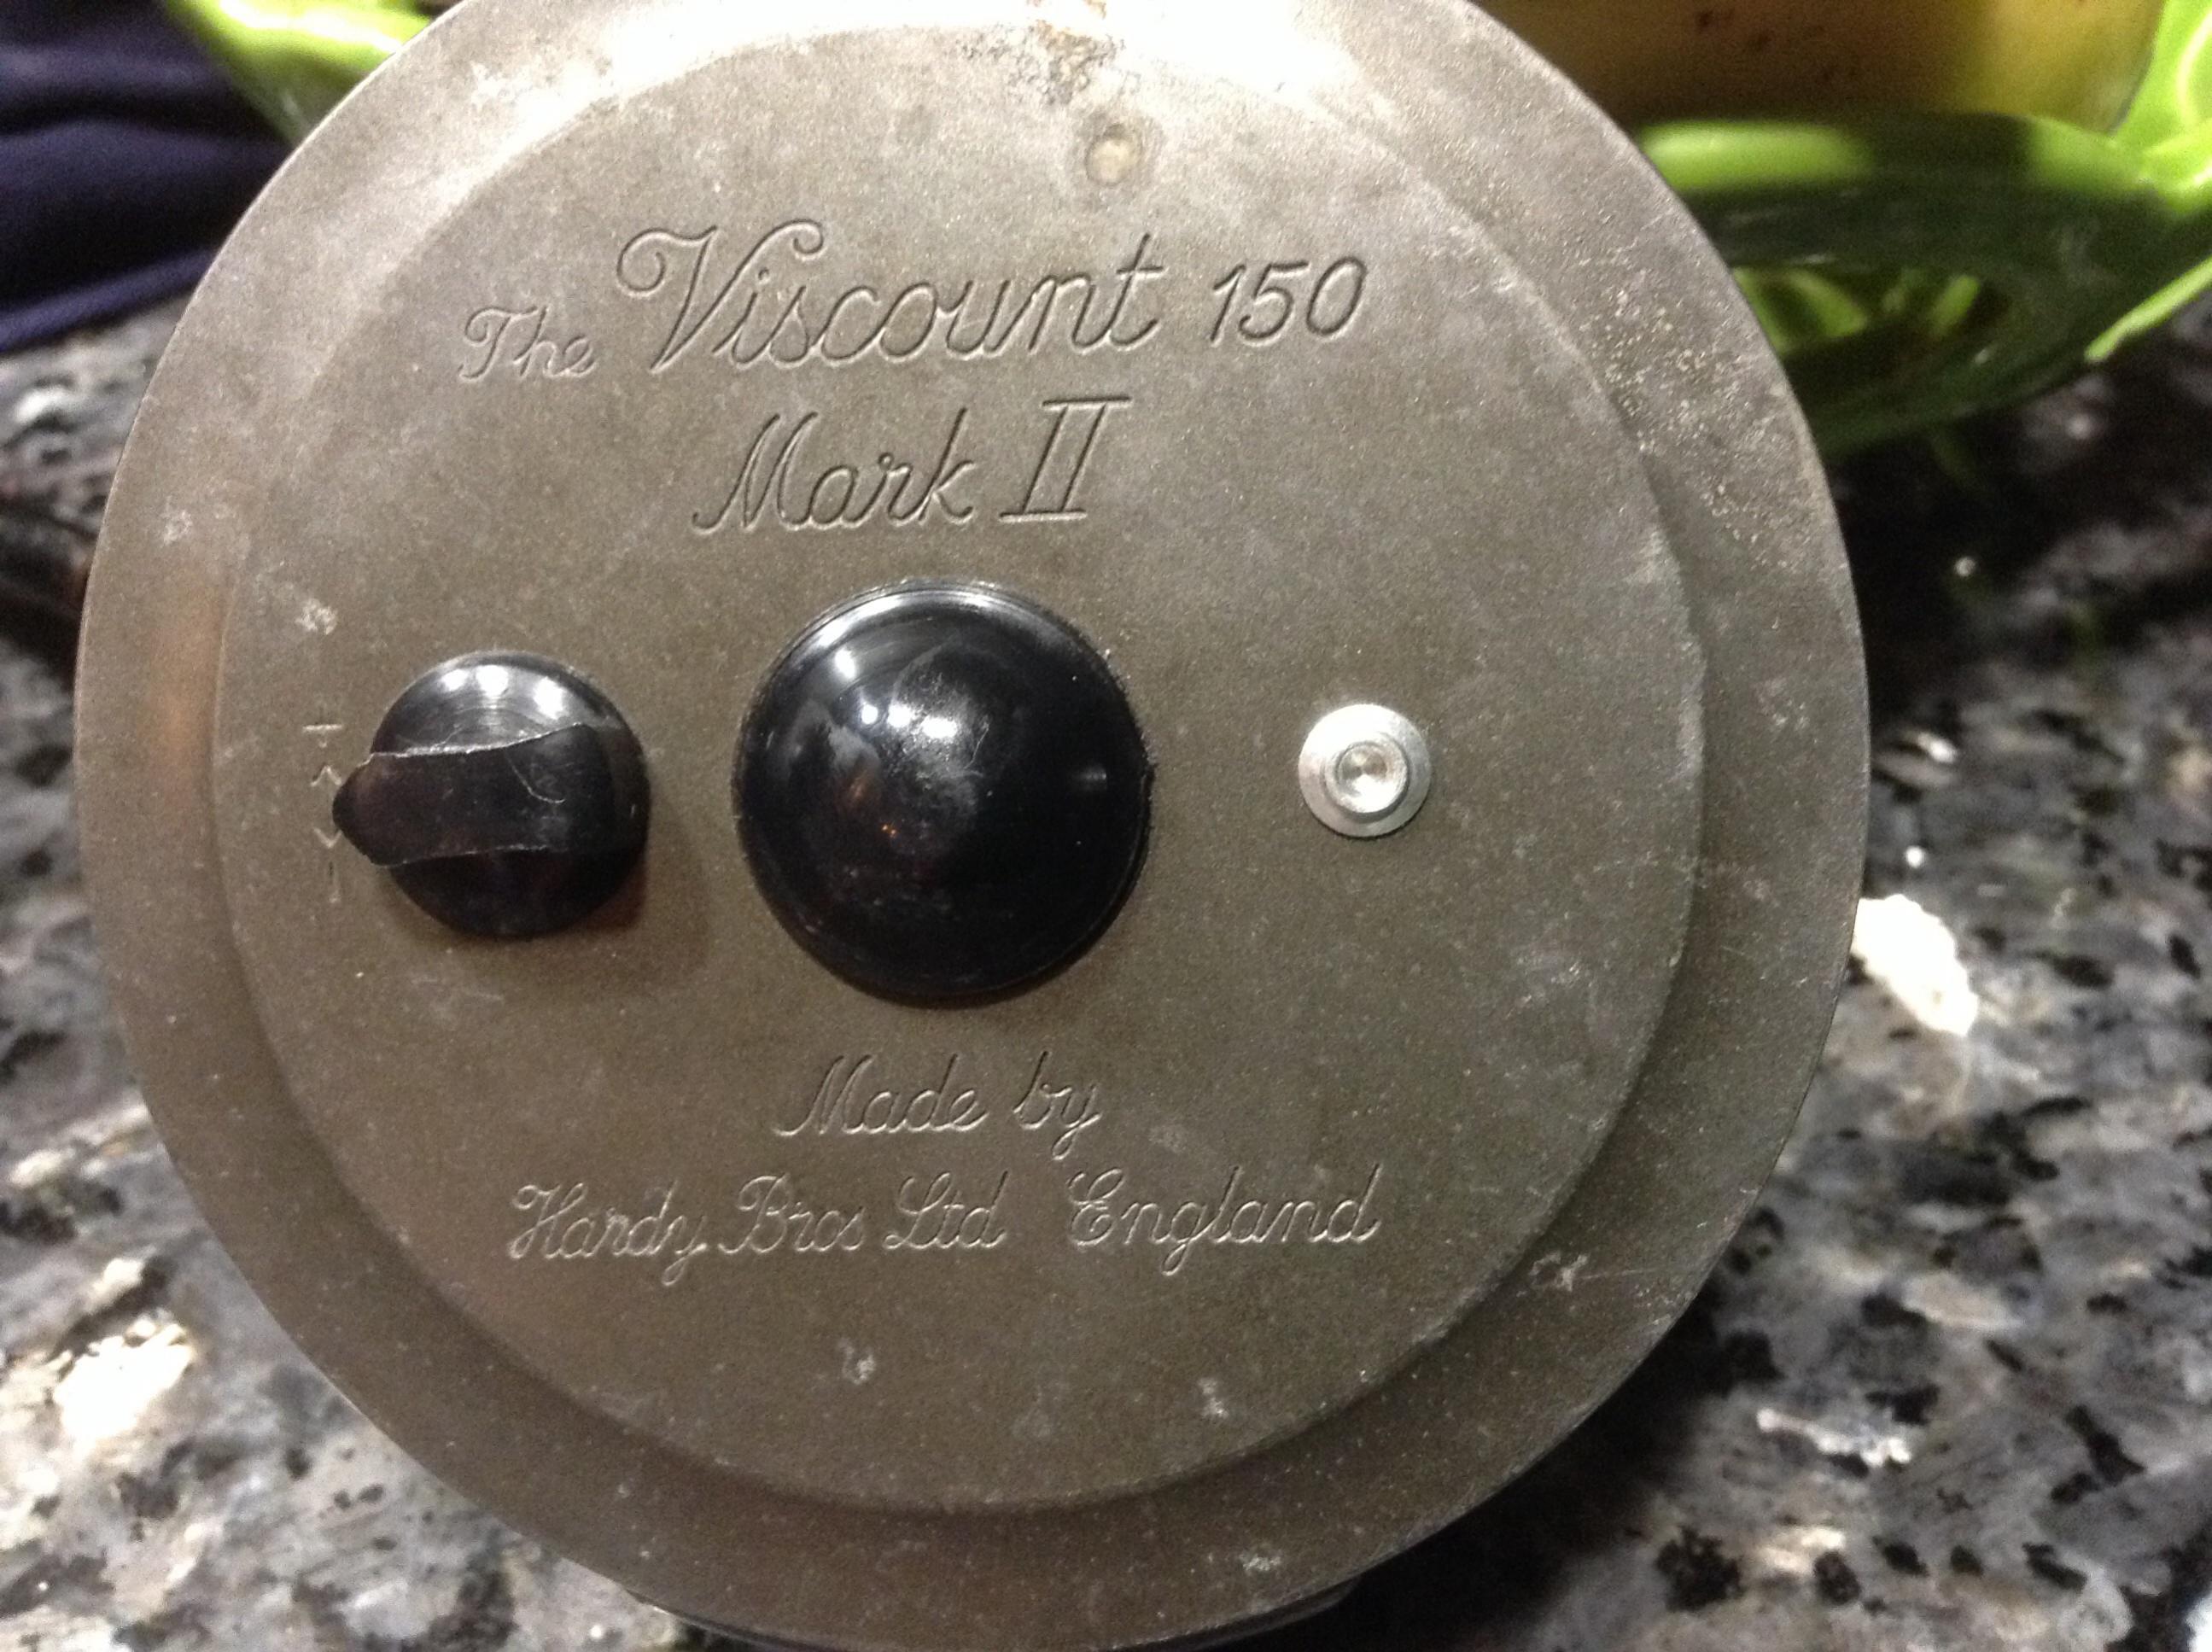 The Viscount 150
Mark II
Made by
Hardy Bros Ltd England